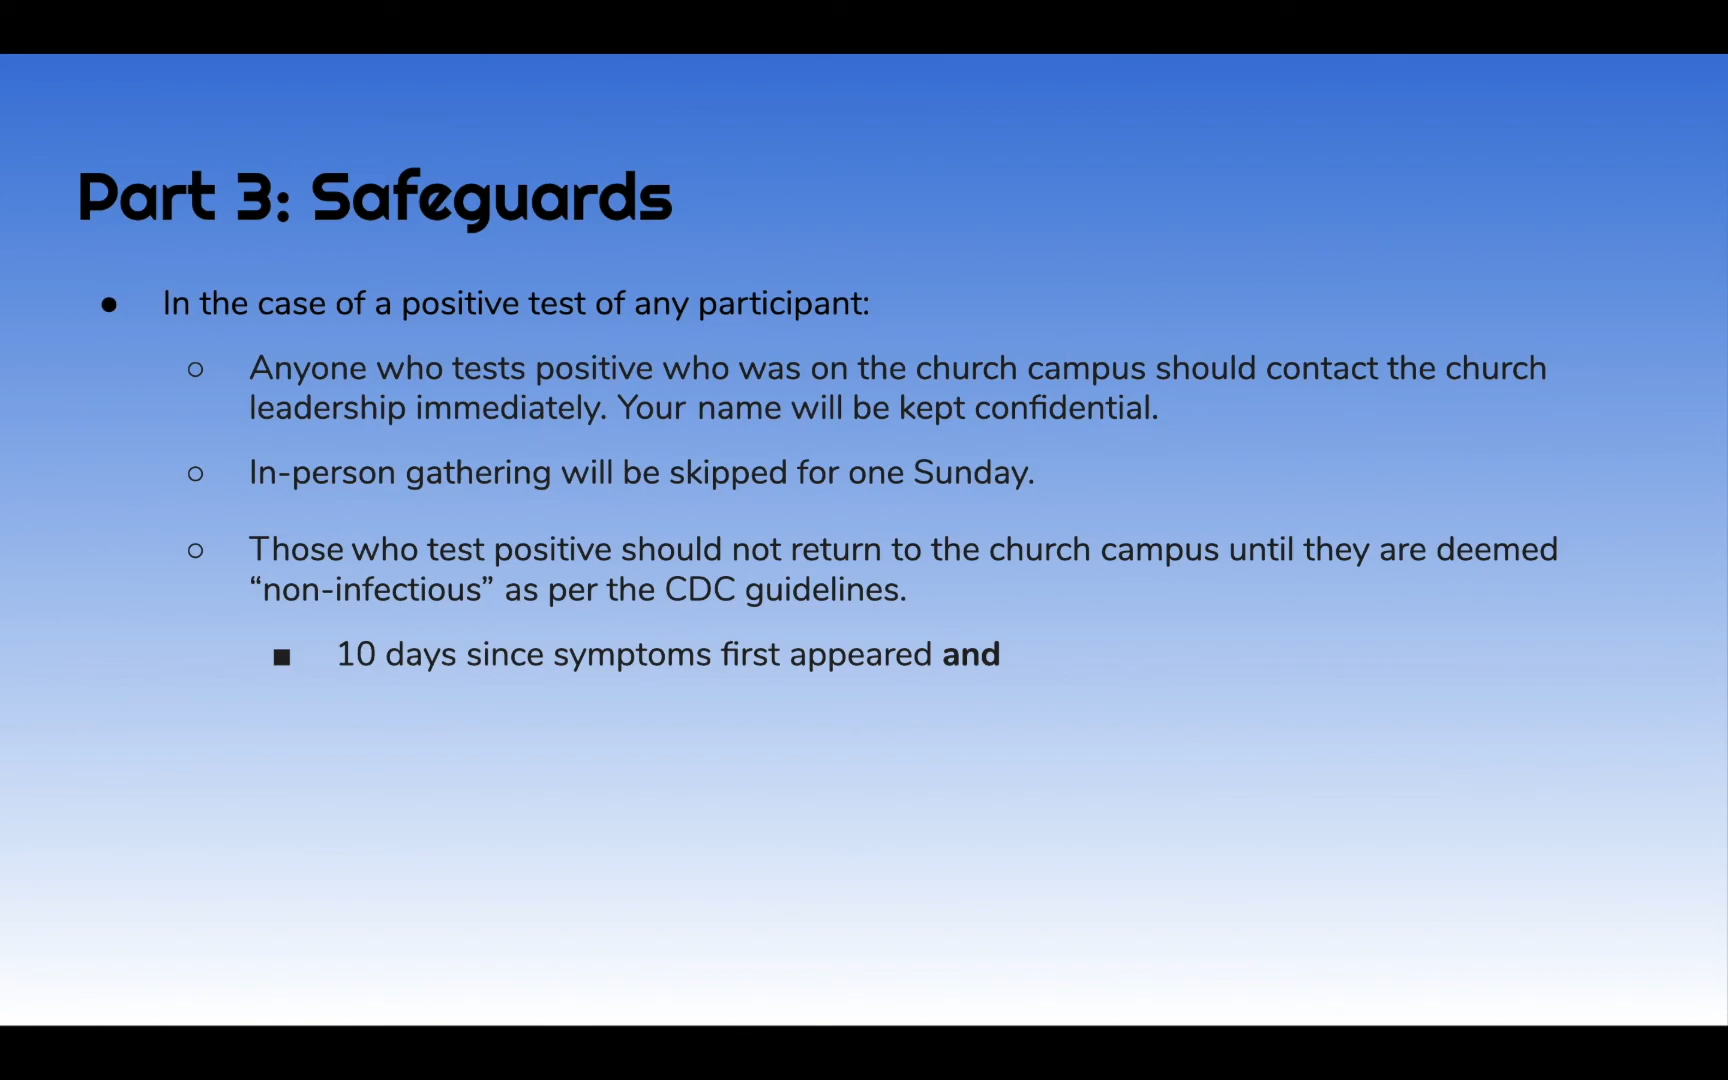 Part 3: Safeguards
● In the case of a positive test of any participant:
○ Anyone who tests positive who was on the church campus should contact the church
leadership immediately. Your name will be kept confidential.
○ In-person gathering will be skipped for one Sunday.
○ Those who test positive should not return to the church campus until they are deemed
“non-infectious” as per the CDC guidelines.
■ 10 days since symptoms first appeared and